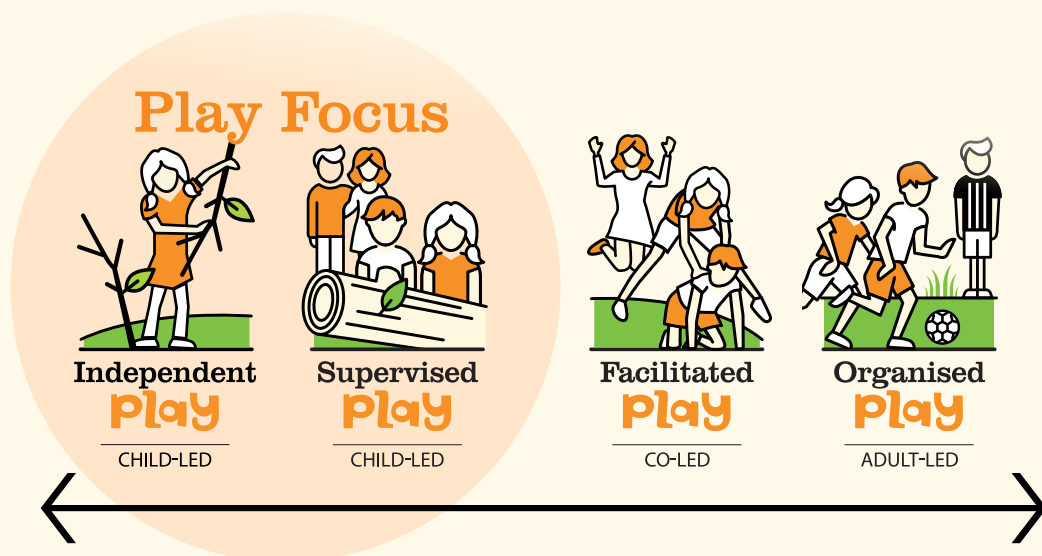 Play Focus
Independent
play
CHILD-LED
Supervised
play
CHILD-LED
Facilitated
play
CO-LED
Organised
play
ADULT-LED